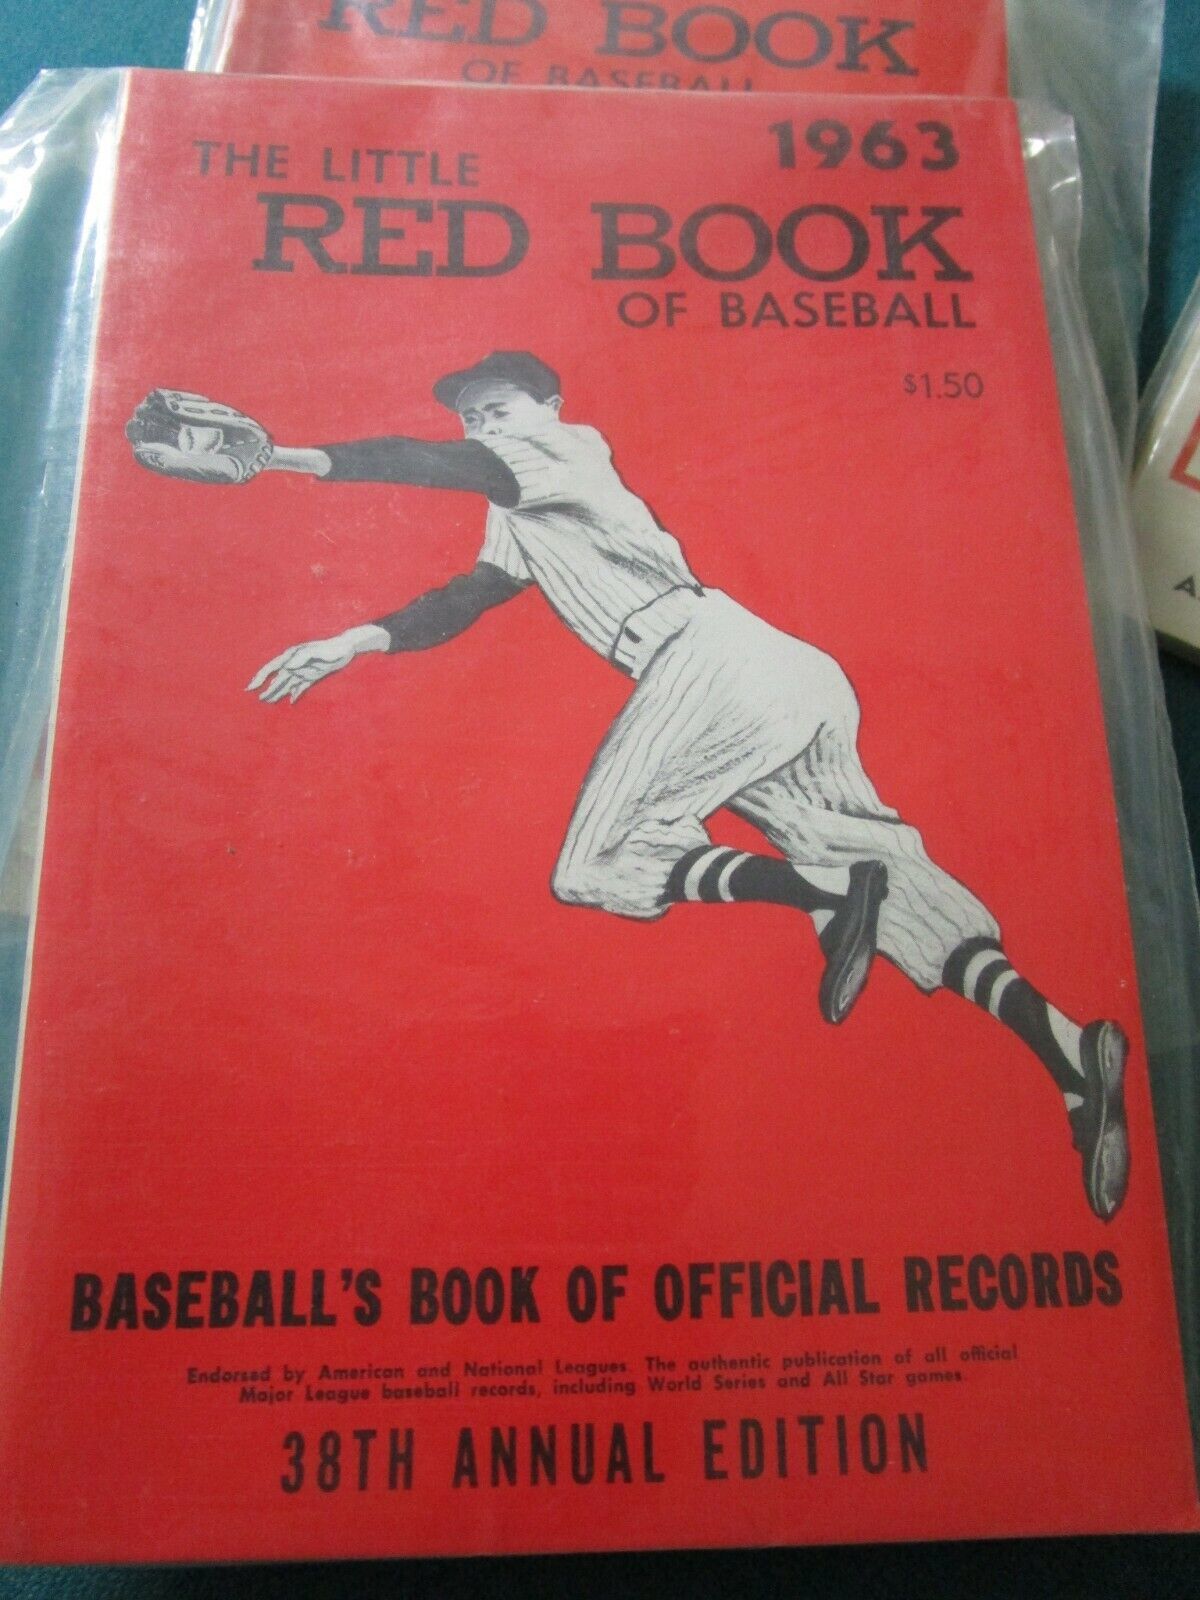 RED BOOK
OF BASEBALL
1963
THE LITTLE
RED BOOK
OF BASEBALL
$1.50
A
BASEBALL'S BOOK OF OFFICIAL RECORDS
Endorsed by American and National Leagues. The authentic publication of all official
Major League baseball records, including World Series and All Star games.
38TH ANNUAL EDITION